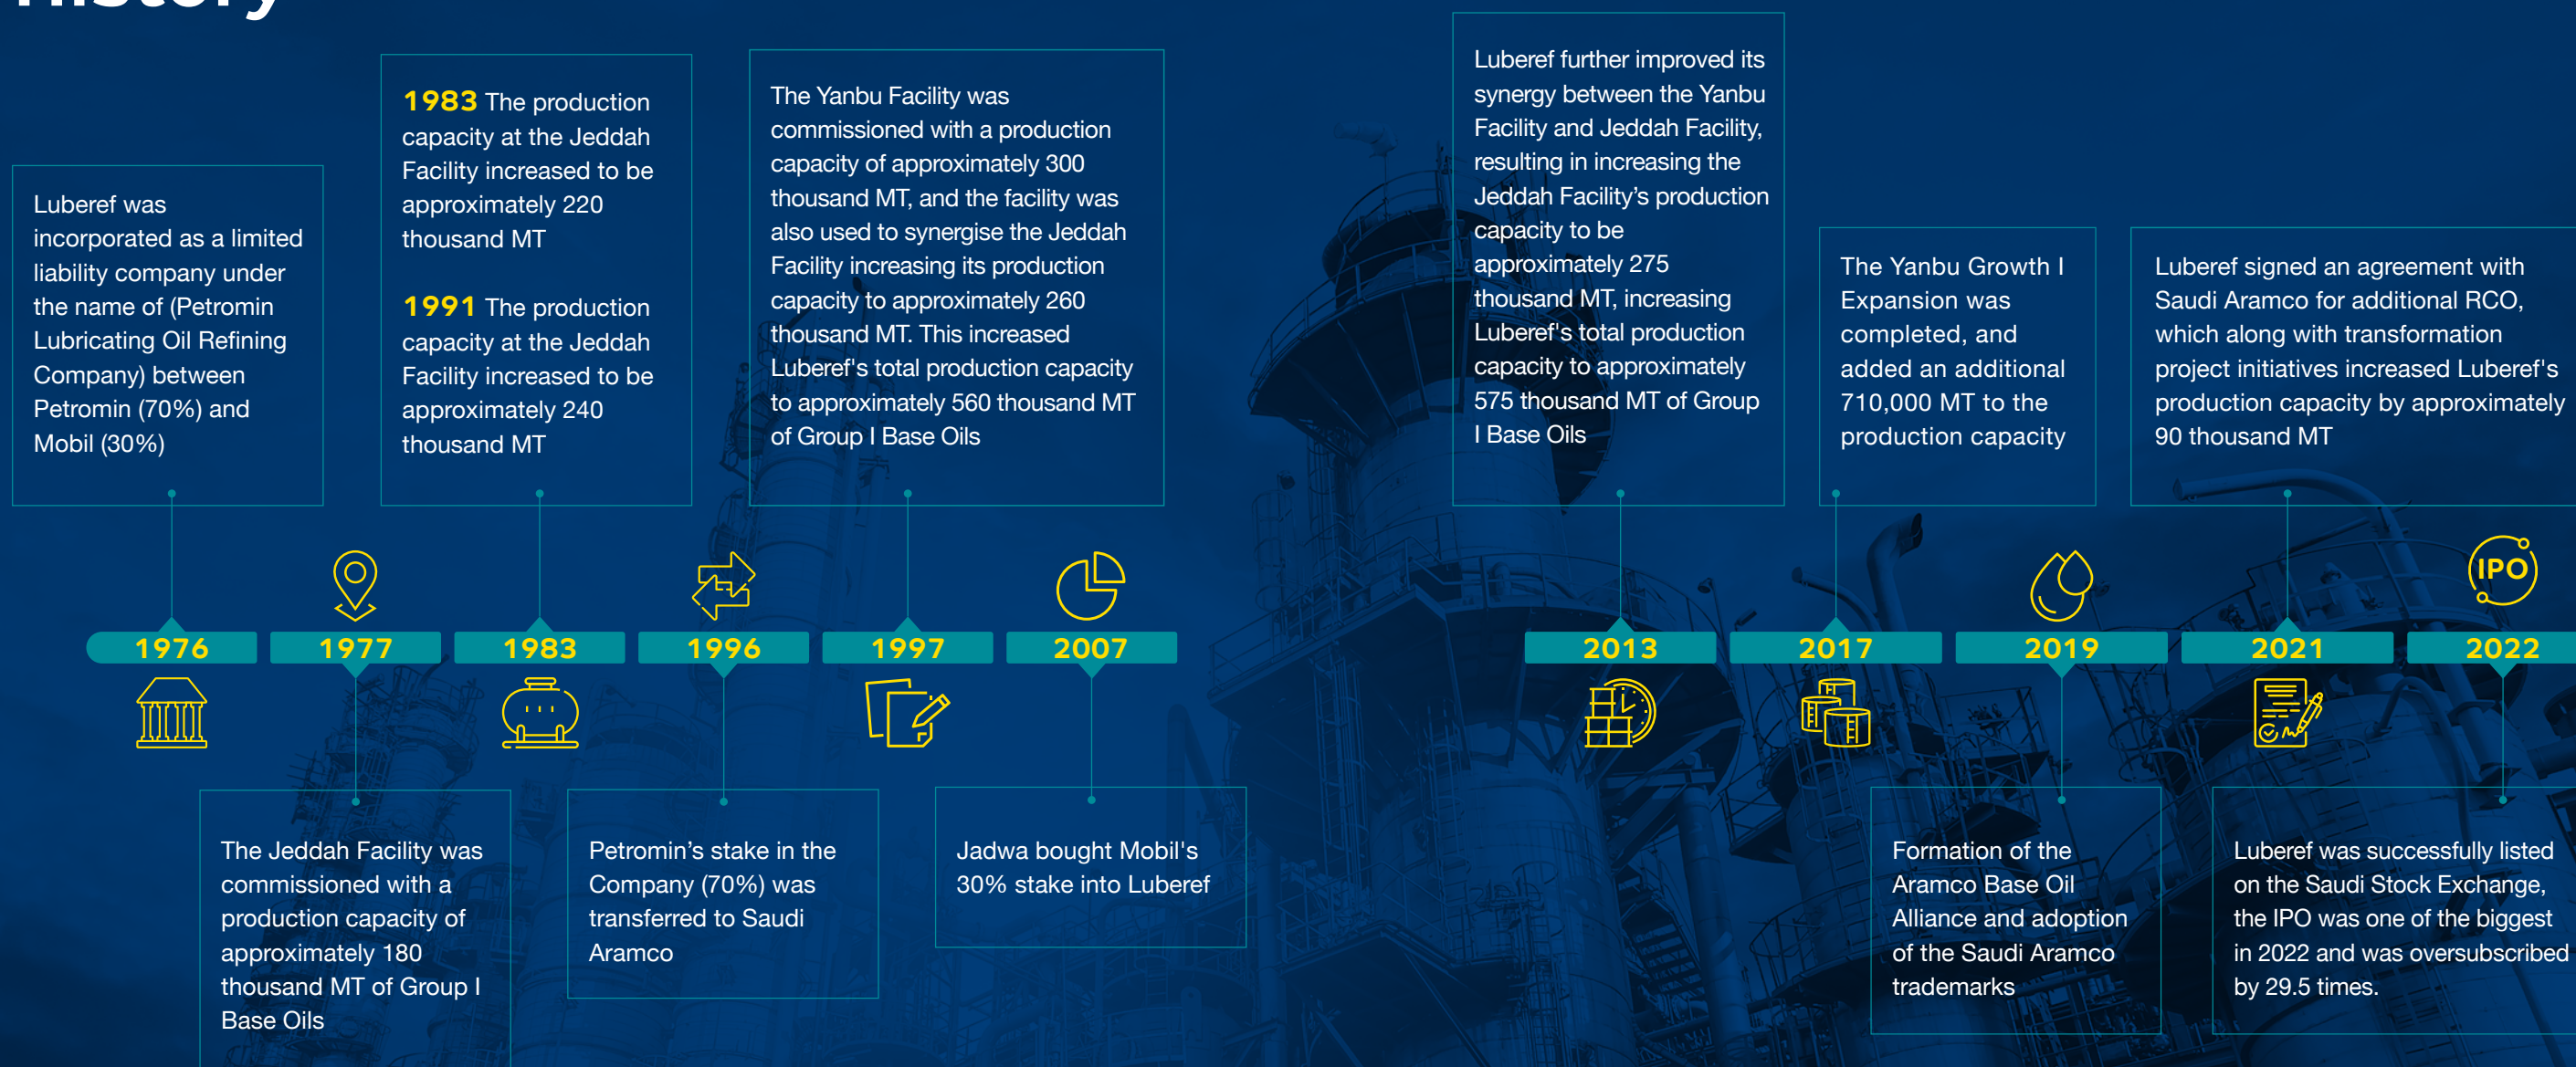 History
Luberef was
incorporated as a limited
liability company under
the name of (Petromin
Lubricating Oil Refining
Company) between
Petromin (70%) and
Mobil (30%)
1983 The production
capacity at the Jeddah
Facility increased to be
approximately 220
thousand MT
1991 The production
capacity at the Jeddah
Facility increased to be
approximately 240
thousand MT
The Yanbu Facility was
commissioned with a production
capacity of approximately 300
thousand MT, and the facility was
also used to synergise the Jeddah
Facility increasing its production
capacity to approximately 260
thousand MT. This increased
Luberef's total production capacity
to approximately 560 thousand MT
of Group I Base Oils
Luberef further improved its
synergy between the Yanbu
Facility and Jeddah Facility,
resulting in increasing the
Jeddah Facility’s production
capacity to be
approximately 275
thousand MT, increasing
Luberef's total production
capacity to approximately
575 thousand MT of Group
I Base Oils
The Yanbu Growth I
Expansion was
completed, and
added an additional
710,000 MT to the
production capacity
Luberef signed an agreement with
Saudi Aramco for additional RCO,
which along with transformation
project initiatives increased Luberef's
production capacity by approximately
90 thousand MT
IPO
1976
1977
1983
1996
1997
2007
2013
2017
2019
2021
2022
The Jeddah Facility was
commissioned with a
production capacity of
approximately 180
thousand MT of Group I
Base Oils
Petromin’s stake in the
Company (70%) was
transferred to Saudi
Aramco
Jadwa bought Mobil's
30% stake into Luberef
Formation of the
Aramco Base Oil
Alliance and adoption
of the Saudi Aramco
trademarks
Luberef was successfully listed
on the Saudi Stock Exchange,
the IPO was one of the biggest
in 2022 and was oversubscribed
by 29.5 times.